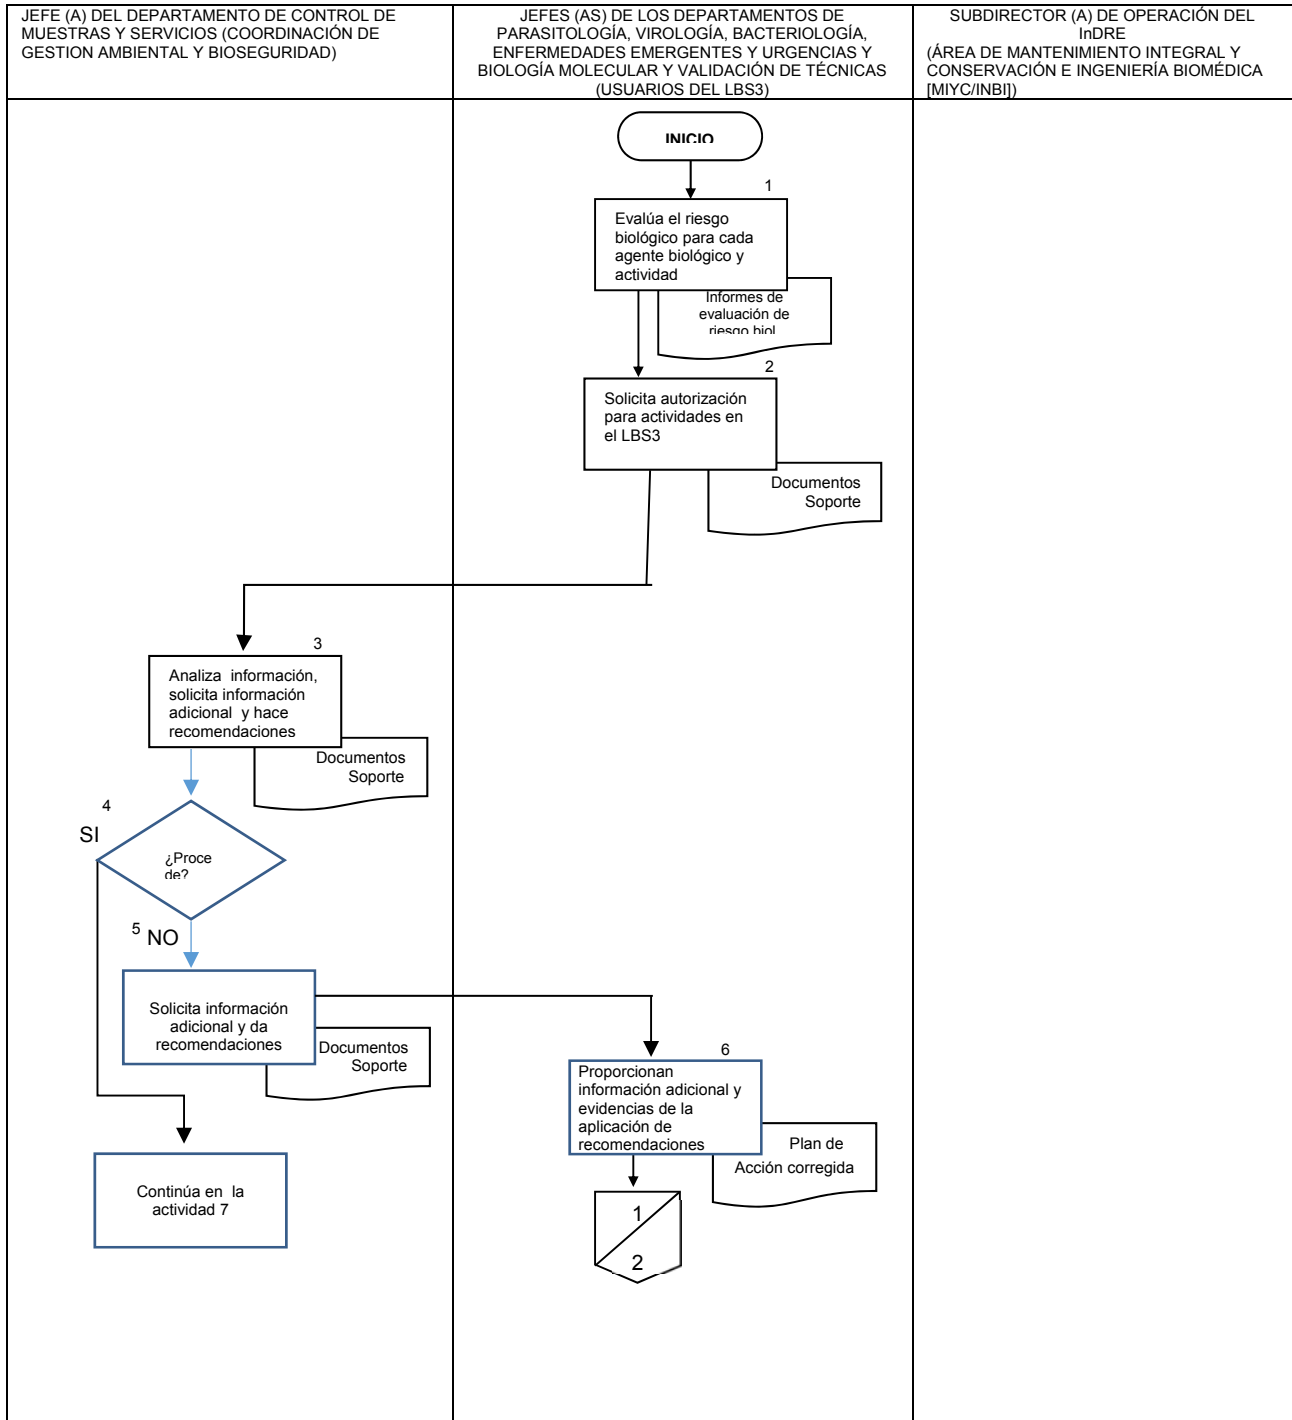 JEFE (A) DEL DEPARTAMENTO DE CONTROL DE
MUESTRAS Y SERVICIOS (COORDINACIÓN DE
GESTION AMBIENTAL Y BIOSEGURIDAD)
JEFES (AS) DE LOS DEPARTAMENTOS DE
PARASITOLOGÍA, VIROLOGÍA, BACTERIOLOGÍA,
ENFERMEDADES EMERGENTES Y URGENCIAS Y
BIOLOGÍA MOLECULAR Y VALIDACIÓN DE TÉCNICAS
(USUARIOS DEL LBS3)
SUBDIRECTOR (A) DE OPERACIÓN DEL
InDRE
(ÁREA DE MANTENIMIENTO INTEGRAL Y
CONSERVACIÓN E INGENIERÍA BIOMÉDICA
[MIYC/INBI])
INICIO
1
Evalúa el riesgo
biológico para cada
agente biológico y
actividad
Informes de
evaluación de
riesgo biol
2
Solicita autorización
para actividades en
el LBS3
Documentos
Soporte
3
Analiza información,
solicita información
adicional y hace
recomendaciones
Documentos
Soporte
4
SI
¿Proce
de?
5 NO
Solicita información
adicional y da
recomendaciones
Documentos
Soporte
6
Proporcionan
información adicional y
evidencias de la
aplicación de
recomendaciones
Plan de
Acción corregida
Continúa en la
actividad 7
1
2